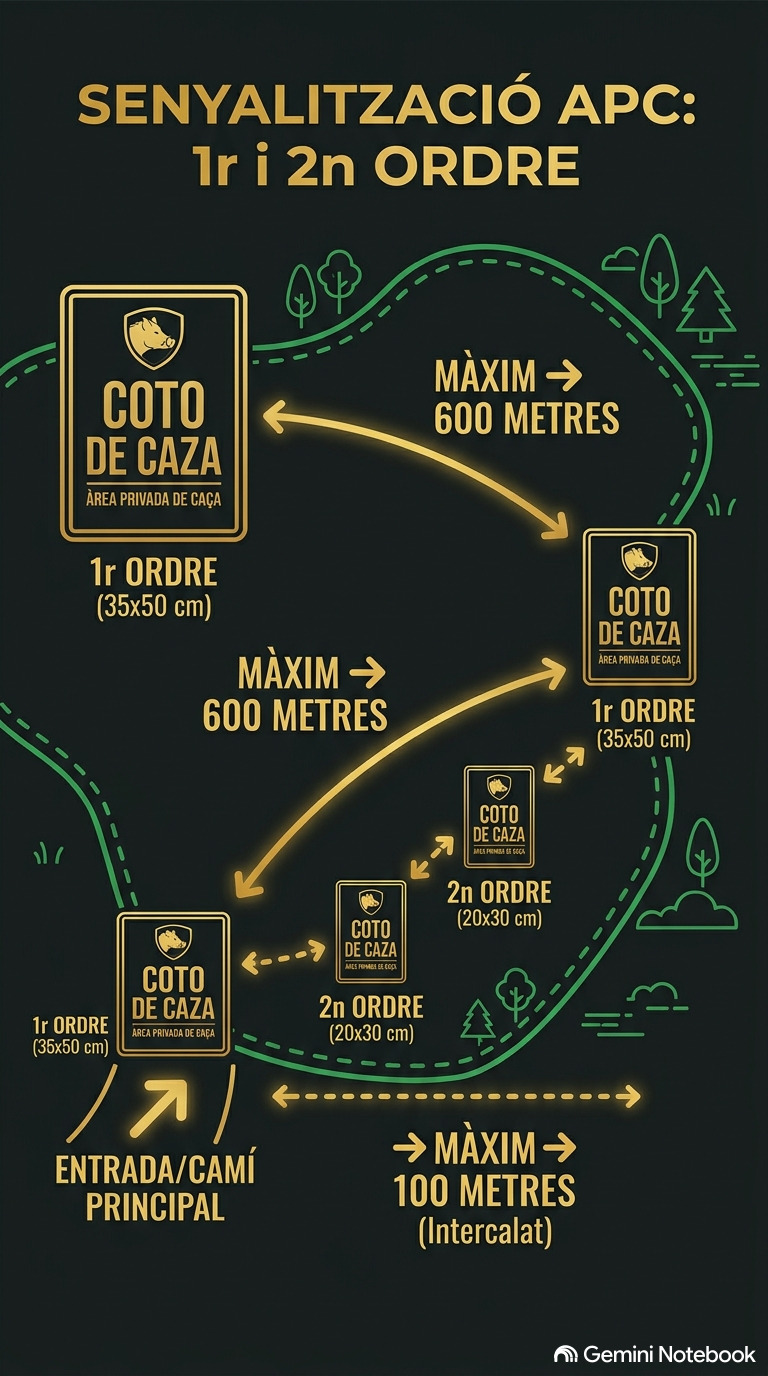 SENYALITZACIÓ APC:
1r i 2n ORDRE
COTO
DE CAZA
ÀREA PRIVADA DE CAÇA
1r ORDRE
(35x50 cm)
MÀXIM →
600 METRES
COTO
DE CAZA
ÀREA PRIVABA DE CAÇA
1r ORDRE
(35x50 cm)
MÀXIM →
600 METRES
COTO
DE CAZA
2n ORDRE
(20x30 cm)
COTO
DE CAZA
2n ORDRE
(20x30 cm)
COTO
DE CAZA
ÀREA PRIVADA DE BAÇA
1r ORDRE
(35x50 cm)
ENTRADA/CAMÍ
PRINCIPAL
→ MÀXIM →
100 METRES
(Intercalat)
Gemini Notebook